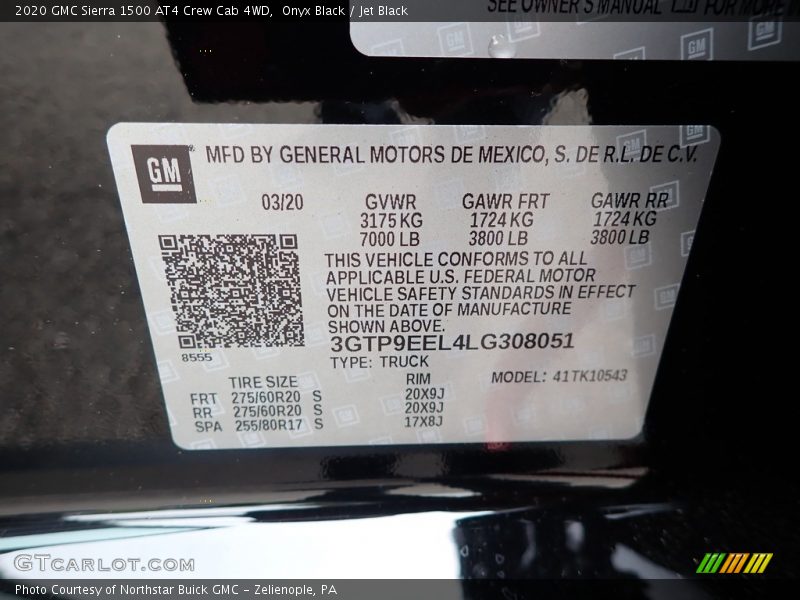 2020 GMC Sierra 1500 AT4 Crew Cab 4WD, Onyx Black / Jet Black
SEE OWNER'S MANUAL FOR MORE
GM
MFD BY GENERAL MOTORS DE MEXICO, S. DE R.L. DE C.V.
03/20 GVWR GAWR FRT GAWR RR
3175 KG 1724 KG 1724 KG
7000 LB 3800 LB 3800 LB
THIS VEHICLE CONFORMS TO ALL
APPLICABLE U.S. FEDERAL MOTOR
VEHICLE SAFETY STANDARDS IN EFFECT
ON THE DATE OF MANUFACTURE
SHOWN ABOVE.
8555
3GTP9EEL4LG308051
TYPE: TRUCK
TIRE SIZE RIM MODEL: 41TK10543
FRT 275/60R20 S 20X9J
RR 275/60R20 S 20X9J
SPA 255/80R17 S 17X8J
GTCARLOT.COM
Photo Courtesy of Northstar Buick GMC – Zelienople, PA